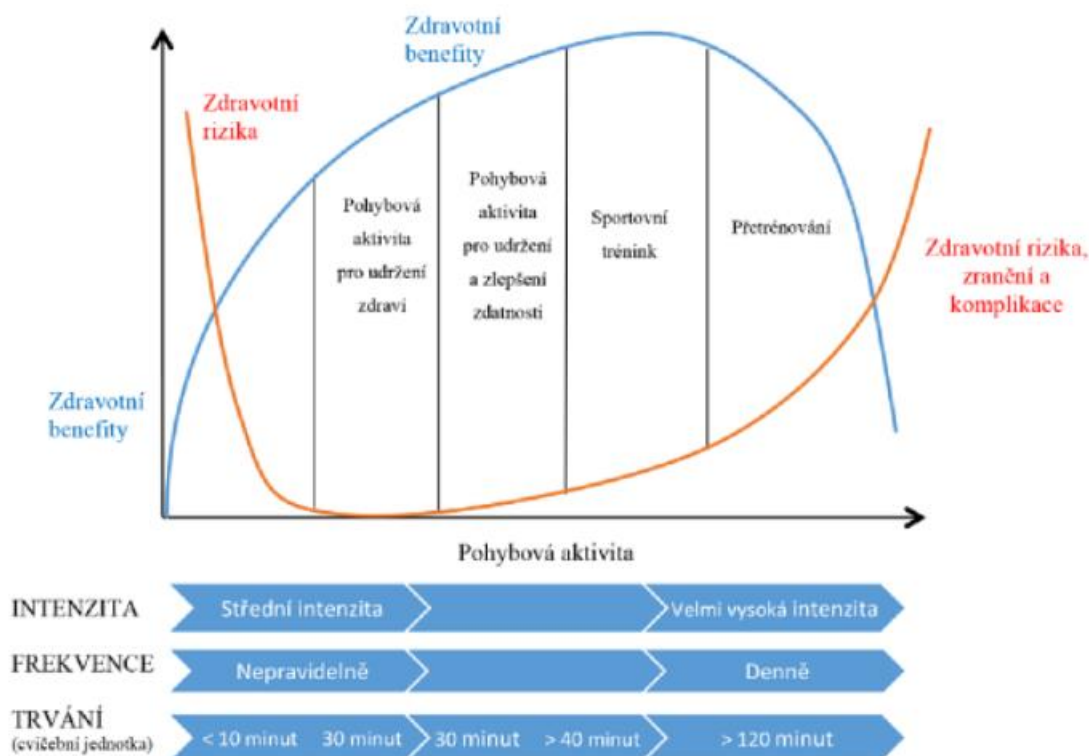 Zdravotní
benefity
Zdravotní
rizika
Pohybová
aktivita
pro udržení
zdraví
Pohybová
aktivita
pro udržení
a zlepšení
zdatnosti
Sportovní
trénink
Přetrénování
Zdravotní rizika,
zranění a
komplikace
Zdravotní
benefity
Pohybová aktivita
INTENZITA
Střední intenzita
Velmi vysoká intenzita
FREKVENCE
Nepravidelně
Denně
TRVÁNÍ
(cvičební jednotka)
< 10 minut
30 minut
30 minut
> 40 minut
> 120 minut